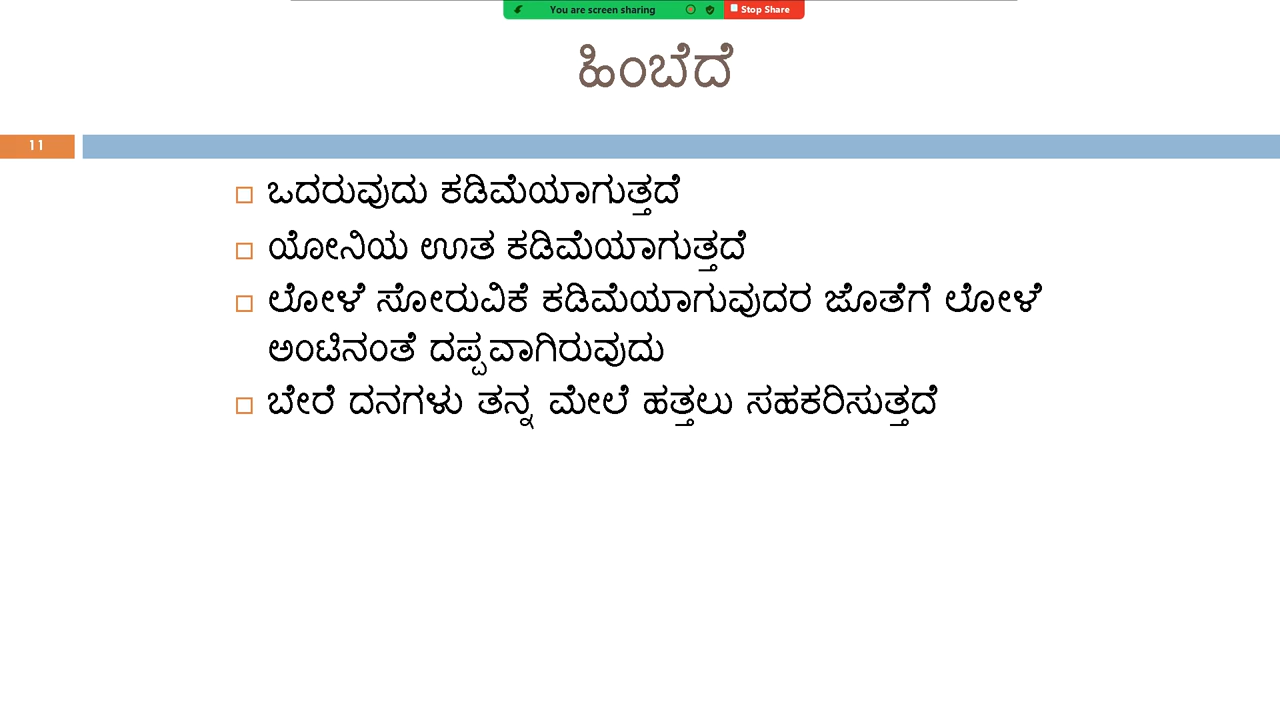 You are screen sharing Stop Share
ಹಿಂಬೆದೆ
11
ಒದರುವುದು ಕಡಿಮೆಯಾಗುತ್ತದೆ
ಯೋನಿಯ ಊತ ಕಡಿಮೆಯಾಗುತ್ತದೆ
ಲೋಳೆ ಸೋರುವಿಕೆ ಕಡಿಮೆಯಾಗುವುದರ ಜೊತೆಗೆ ಲೋಳೆ
ಅಂಟಿನಂತೆ ದಪ್ಪವಾಗಿರುವುದು
ಬೇರೆ ದನಗಳು ತನ್ನ ಮೇಲೆ ಹತ್ತಲು ಸಹಕರಿಸುತ್ತದೆ